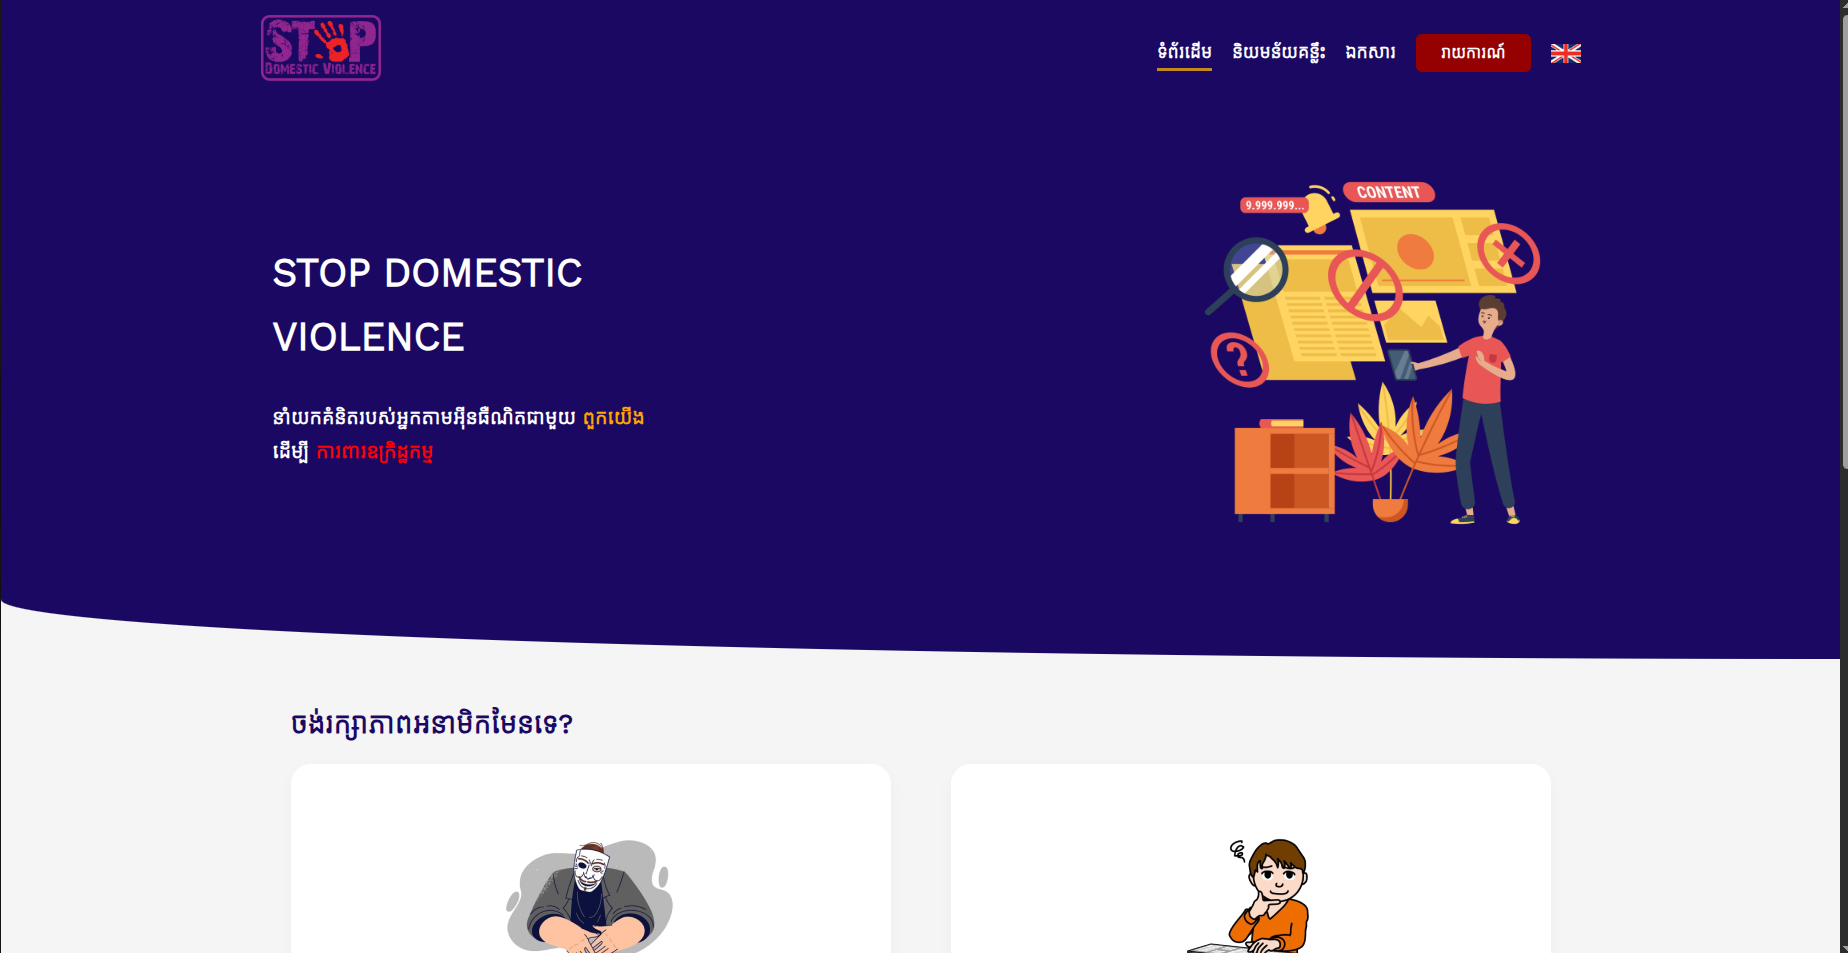 STOP
DOMESTIC VIOLENCE
ទំព័រដើម
និយមន័យគន្លឹះ
ឯកសារ
រាយការណ៍
CONTENT
9.999.999...
?
STOP DOMESTIC
VIOLENCE
នាំយកគំនិតរបស់អ្នកតាមអ៊ីនធឺណិតជាមួយ ពួកយើង
ដើម្បី ការពារឧក្រិដ្ឋកម្ម
ចង់រក្សាភាពអនាមិកមែនទេ?